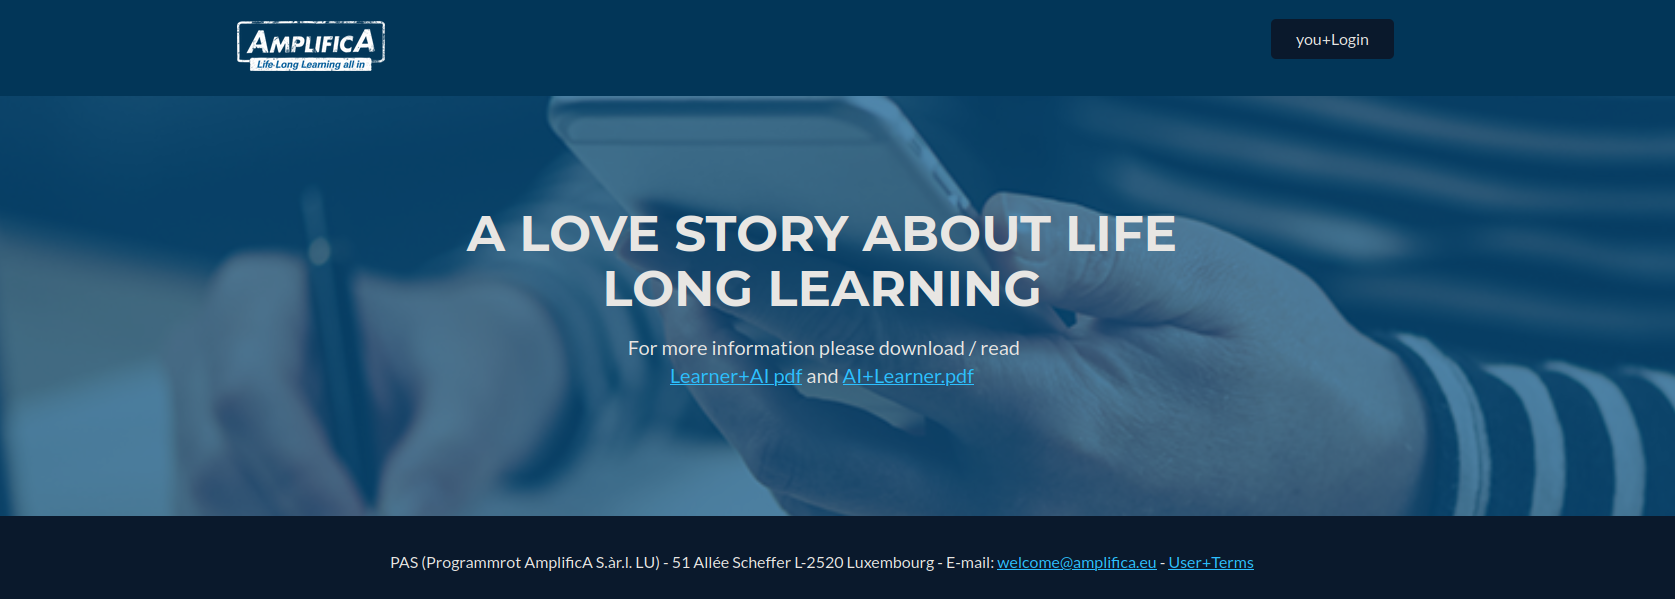 AMPLIFICA
Life-Long Learning all in
you+Login
A LOVE STORY ABOUT LIFE
LONG LEARNING
For more information please download / read
Learner+AI pdf and AI+Learner.pdf
PAS (Programmrot AmplificA S.àr.l. LU) - 51 Allée Scheffer L-2520 Luxembourg - E-mail: welcome@amplifica.eu - User+Terms